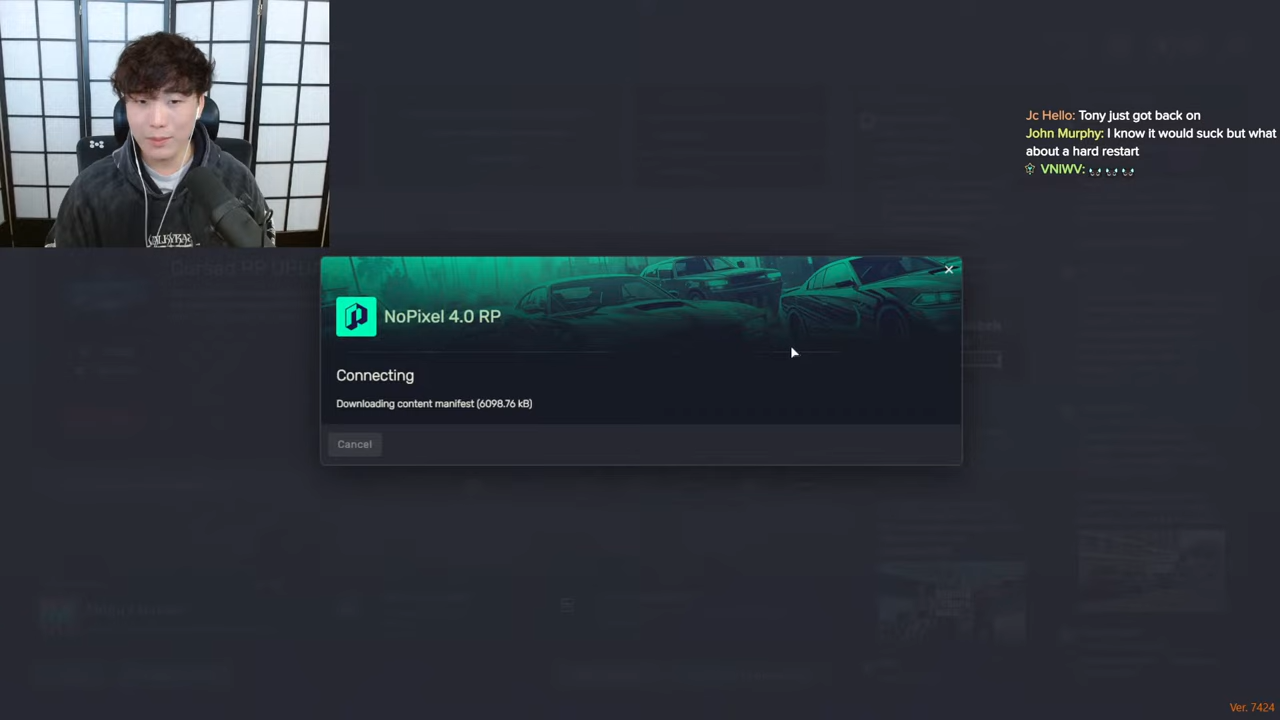 Jc Hello: Tony just got back on
John Murphy: I know it would suck but what
about a hard restart
VNIWV:
NoPixel 4.0 RP
Connecting
Downloading content manifest (6098.76 kB)
Cancel
Ver. 7424